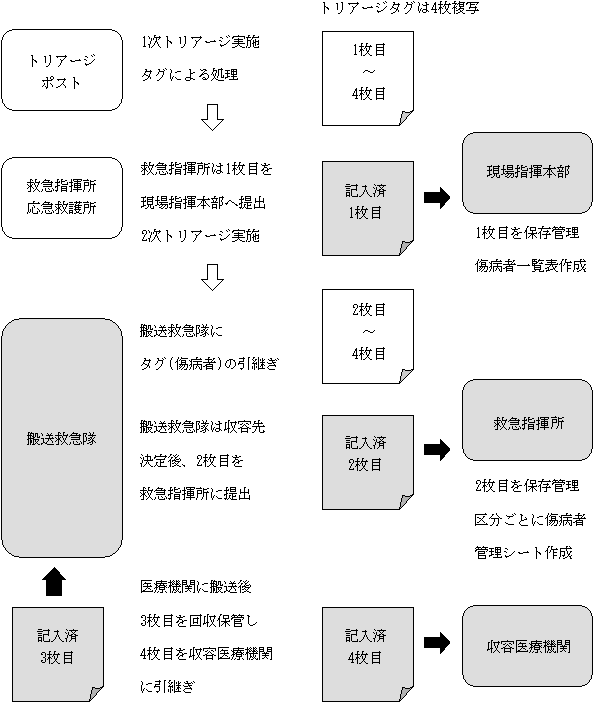 トリアージタグは4枚複写
トリアージ
ポスト
1次トリアージ実施
タグによる処理
1枚目
～
4枚目
救急指揮所
応急救護所
救急指揮所は1枚目を
現場指揮本部へ提出
2次トリアージ実施
記入済
1枚目
現場指揮本部
1枚目を保存管理
傷病者一覧表作成
搬送救急隊
搬送救急隊に
タグ(傷病者)の引継ぎ
2枚目
～
4枚目
搬送救急隊は収容先
決定後、2枚目を
救急指揮所に提出
記入済
2枚目
救急指揮所
2枚目を保存管理
区分ごとに傷病者
管理シート作成
記入済
3枚目
医療機関に搬送後
3枚目を回収保管し
4枚目を収容医療機関
に引継ぎ
記入済
4枚目
収容医療機関